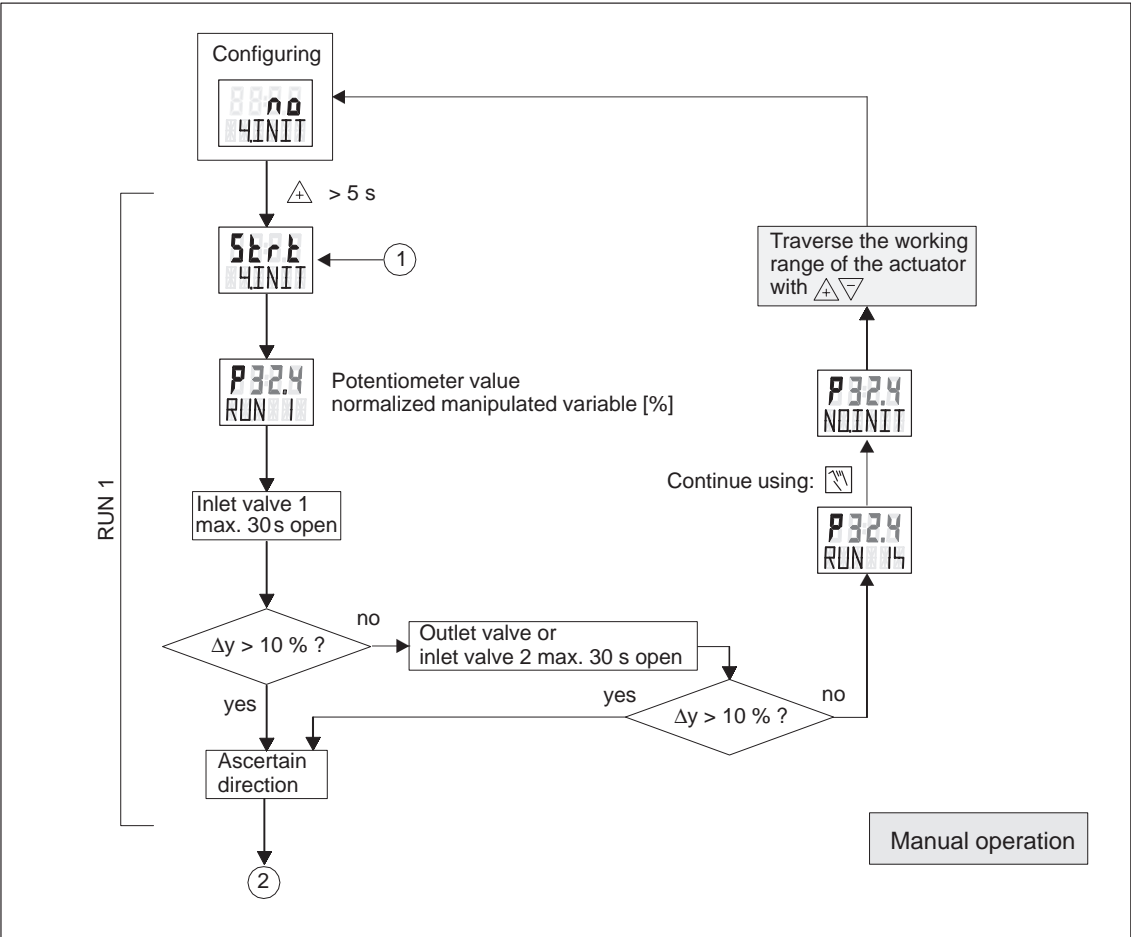 Configuring
no
4.INIT
+ > 5 s
Strt
4.INIT
1
P32.4
RUN 1
Potentiometer value
normalized manipulated variable [%]
Inlet valve 1
max. 30 s open
Δy > 10 % ?
no
yes
Outlet valve or
inlet valve 2 max. 30 s open
Δy > 10 % ?
yes
no
Ascertain
direction
2
RUN 1
Traverse the working
range of the actuator
with + −
P32.4
NO.INIT
Continue using:
P32.4
RUN 1
Manual operation